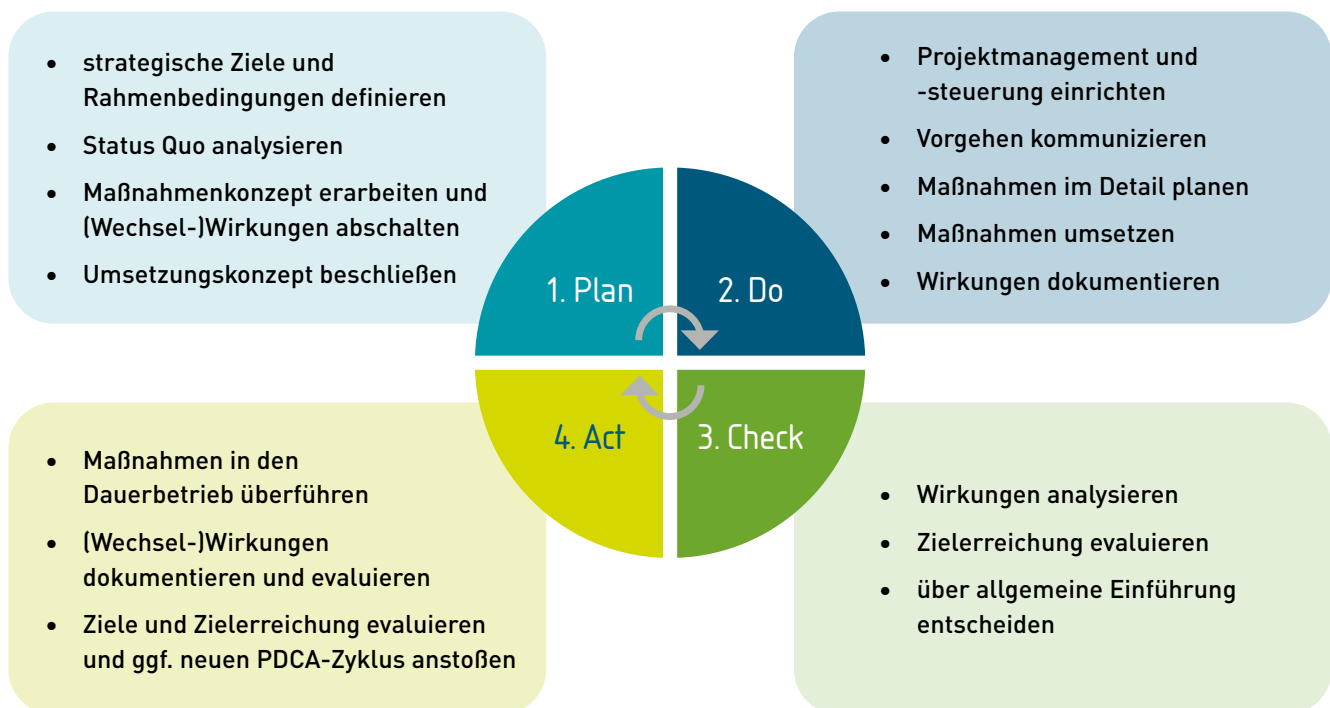 • strategische Ziele und
Rahmenbedingungen definieren
• Status Quo analysieren
• Maßnahmenkonzept erarbeiten und
(Wechsel-)Wirkungen abschalten
• Umsetzungskonzept beschließen
1. Plan
• Projektmanagement und
-steuerung einrichten
• Vorgehen kommunizieren
• Maßnahmen im Detail planen
• Maßnahmen umsetzen
• Wirkungen dokumentieren
2. Do
3. Check
• Wirkungen analysieren
• Zielerreichung evaluieren
• über allgemeine Einführung
entscheiden
4. Act
• Maßnahmen in den
Dauerbetrieb überführen
• (Wechsel-)Wirkungen
dokumentieren und evaluieren
• Ziele und Zielerreichung evaluieren
und ggf. neuen PDCA-Zyklus anstoßen